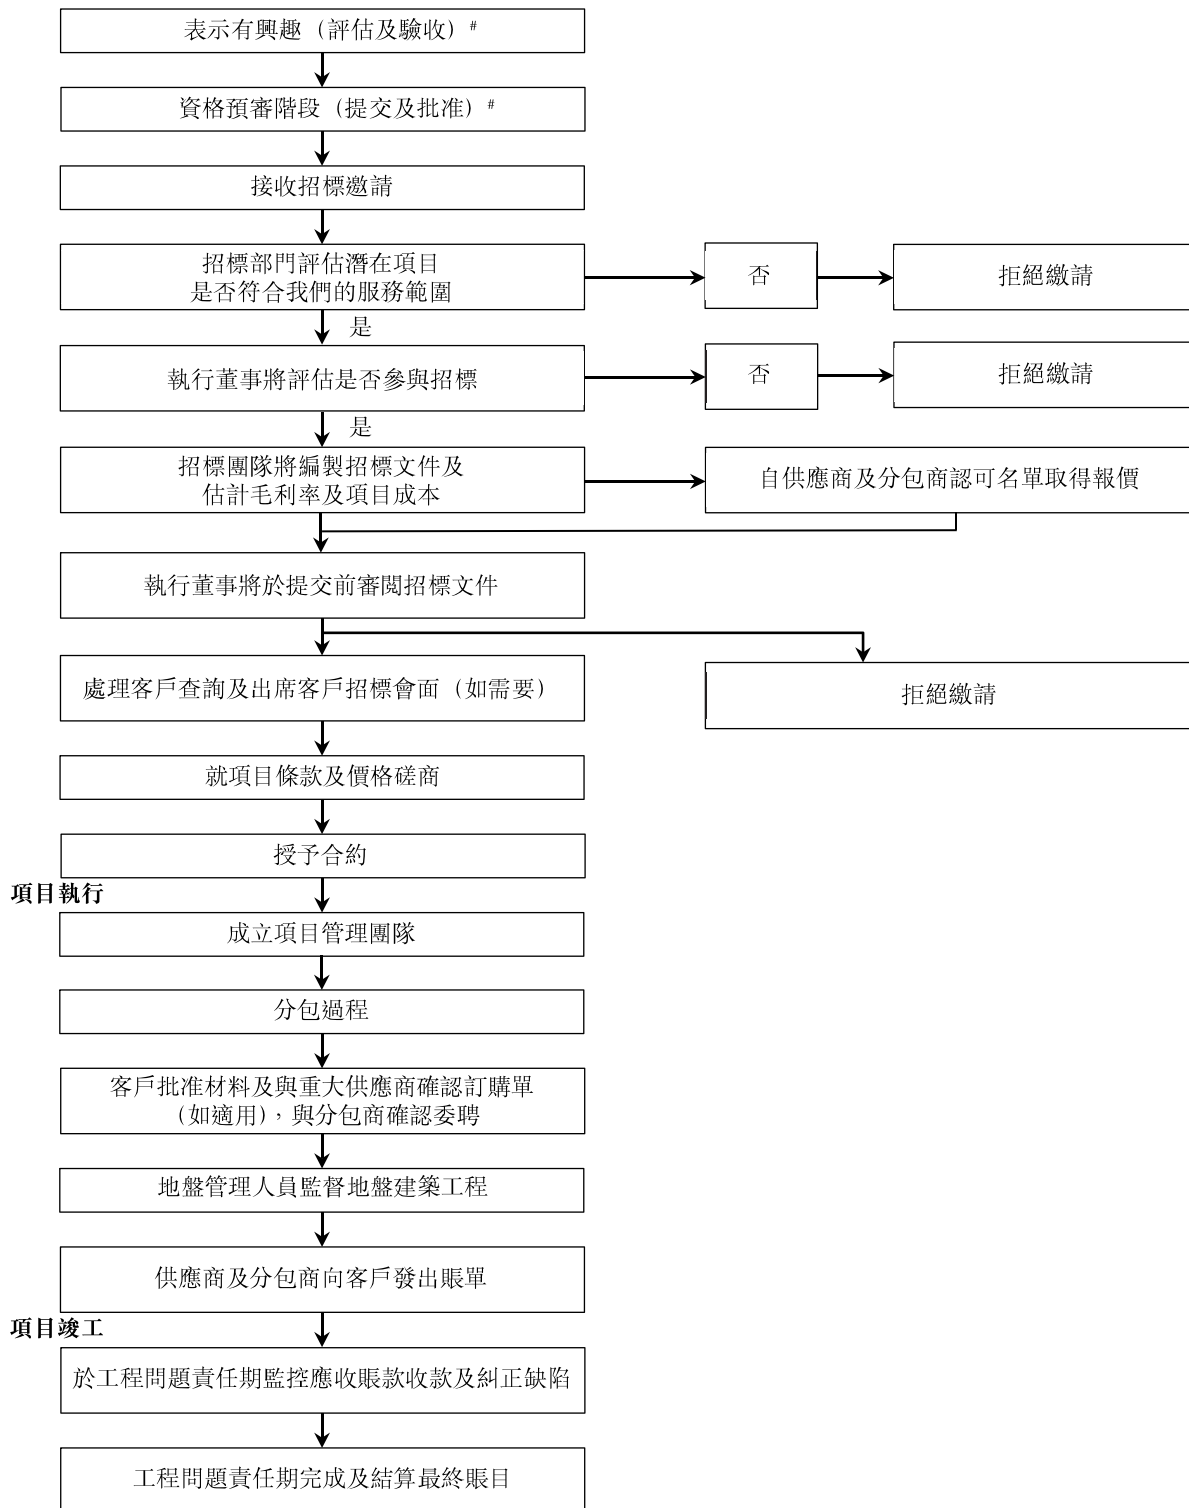 表示有興趣（評估及驗收）#
資格預審階段（提交及批准）#
接收招標邀請
招標部門評估潛在項目
是否符合我們的服務範圍
否
拒絕繳請
是
執行董事將評估是否參與招標
否
拒絕繳請
是
招標團隊將編製招標文件及
估計毛利率及項目成本
自供應商及分包商認可名單取得報價
執行董事將於提交前審閱招標文件
處理客戶查詢及出席客戶招標會面（如需要）
拒絕繳請
就項目條款及價格磋商
授予合約
項目執行
成立項目管理團隊
分包過程
客戶批准材料及與重大供應商確認訂購單
（如適用），與分包商確認委聘
地盤管理人員監督地盤建築工程
供應商及分包商向客戶發出賬單
項目竣工
於工程問題責任期監控應收賬款收款及糾正缺陷
工程問題責任期完成及結算最終賬目